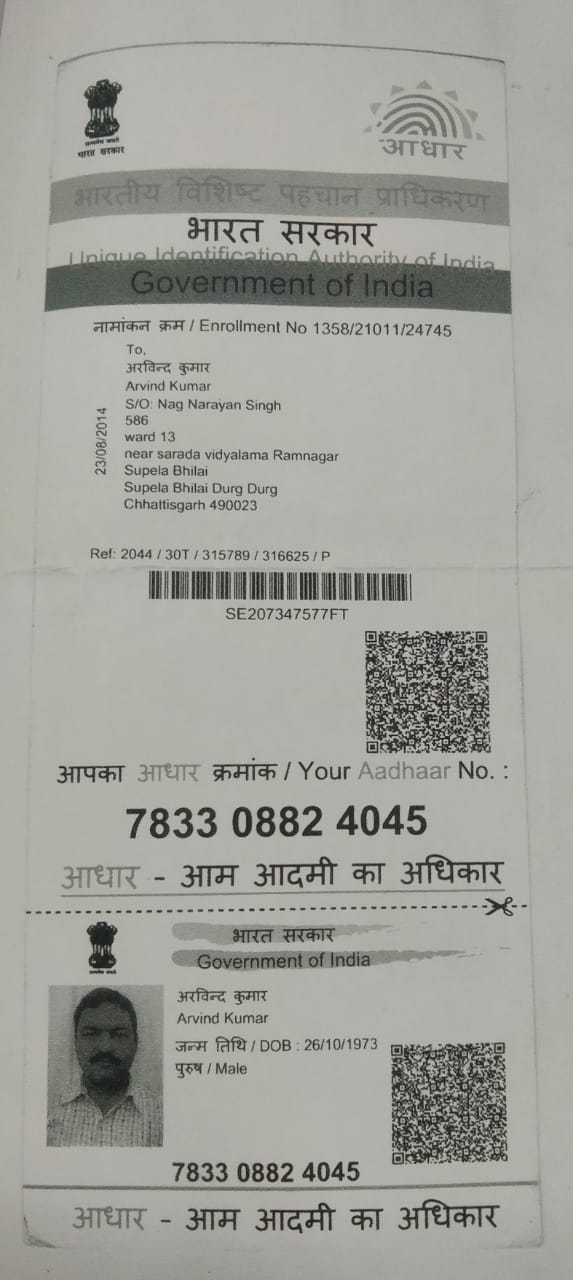 सत्यमेव जयते
भारत सरकार
आधार
भारतीय विशिष्ट पहचान प्राधिकरण
भारत सरकार
Unique Identification Authority of India
Government of India
नामांकन क्रम / Enrollment No 1358/21011/24745
To,
अरविन्द कुमार
Arvind Kumar
S/O: Nag Narayan Singh
586
ward 13
near sarada vidyalama Ramnagar
Supela Bhilai
Supela Bhilai Durg Durg
Chhattisgarh 490023
23/08/2014
Ref: 2044 / 30T / 315789 / 316625 / P
SE207347577FT
आपका आधार क्रमांक / Your Aadhaar No. :
7833 0882 4045
आधार - आम आदमी का अधिकार
भारत सरकार
Government of India
अरविन्द कुमार
Arvind Kumar
जन्म तिथि / DOB : 26/10/1973
पुरुष / Male
7833 0882 4045
आधार - आम आदमी का अधिकार